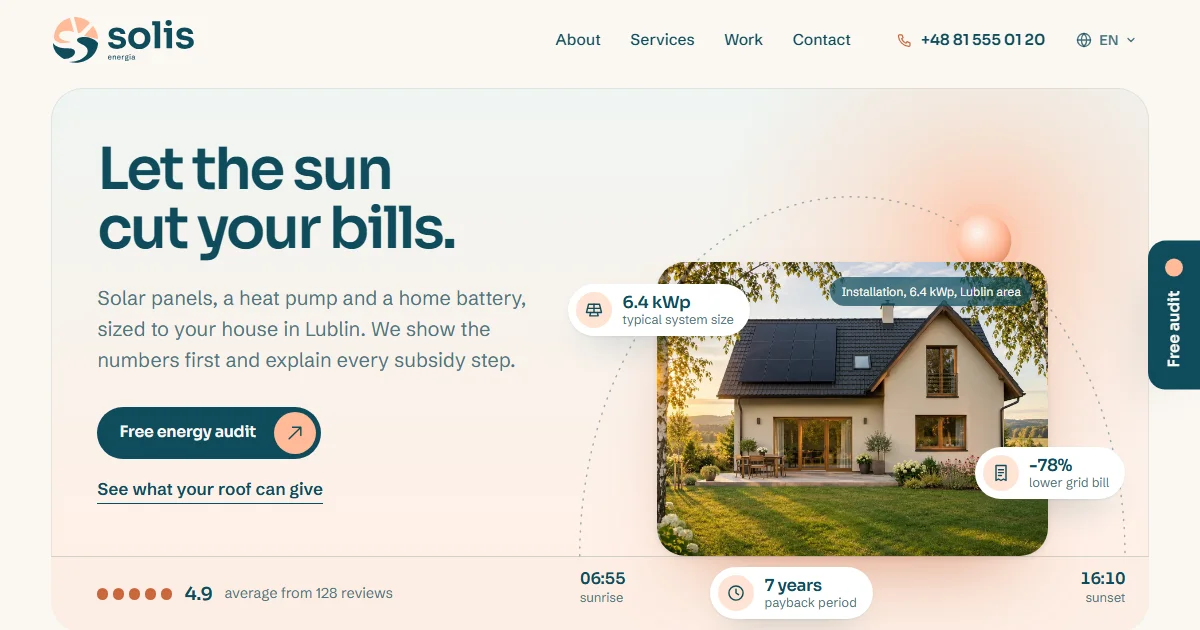 solis
energia
About
Services
Work
Contact
+48 81 555 01 20
EN
Let the sun
cut your bills.
Solar panels, a heat pump and a home battery,
sized to your house in Lublin. We show the
numbers first and explain every subsidy step.
Free energy audit
See what your roof can give
Installation, 6.4 kWp, Lublin area
6.4 kWp
typical system size
-78%
lower grid bill
Free audit
4.9
average from 128 reviews
06:55
sunrise
7 years
payback period
16:10
sunset